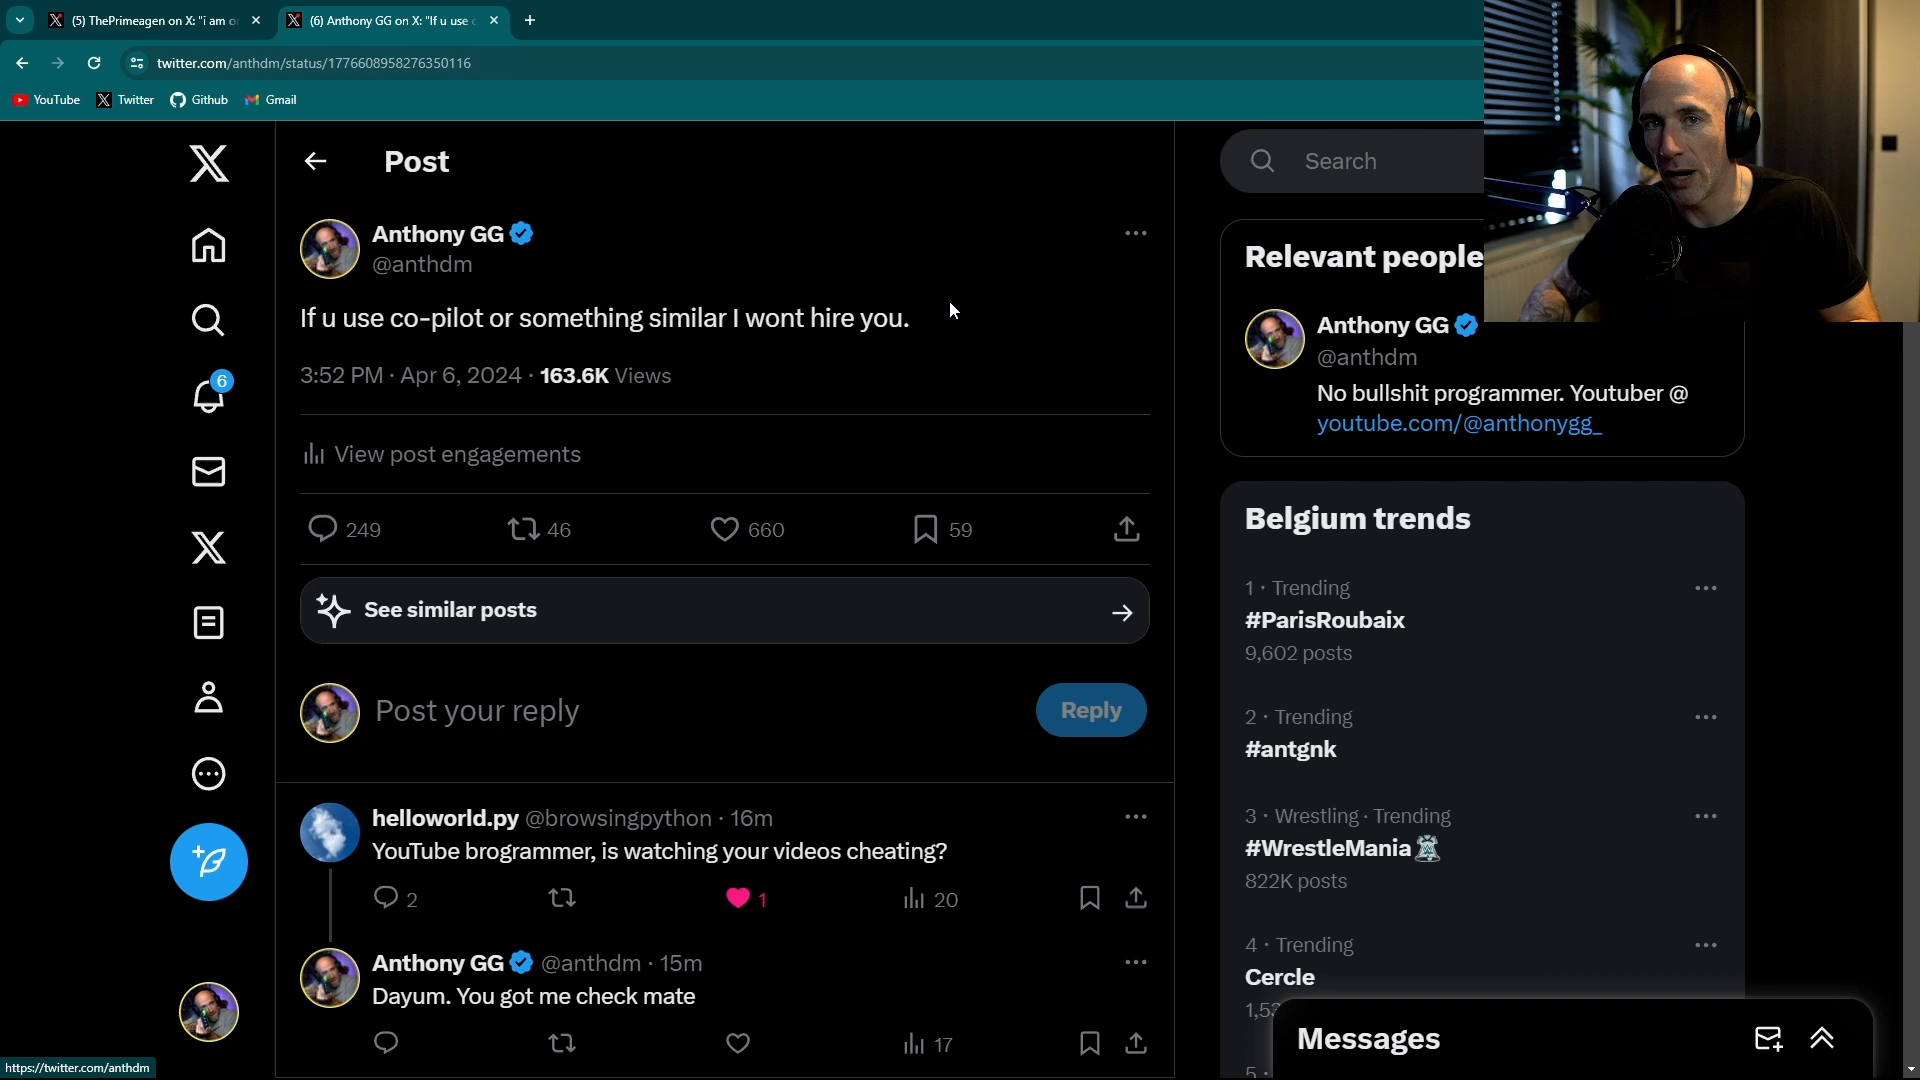 (5) ThePrimeagen on X: "i am o
(6) Anthony GG on X: "If u use c
twitter.com/anthdm/status/1776608958276350116
YouTube
Twitter
Github
Gmail
Post
Search
Anthony GG
@anthdm
If u use co-pilot or something similar I wont hire you.
3:52 PM · Apr 6, 2024 · 163.6K Views
View post engagements
249
46
660
59
See similar posts
Post your reply
Reply
helloworld.py @browsingpython · 16m
YouTube brogrammer, is watching your videos cheating?
2
1
20
Anthony GG @anthdm · 15m
Dayum. You got me check mate
17
6
Relevant people
Anthony GG
@anthdm
No bullshit programmer. Youtuber @
youtube.com/@anthonygg_
Belgium trends
1 · Trending
#ParisRoubaix
9,602 posts
2 · Trending
#antgnk
3 · Wrestling · Trending
#WrestleMania
822K posts
4 · Trending
Cercle
1,53
5 ·
Messages
https://twitter.com/anthdm